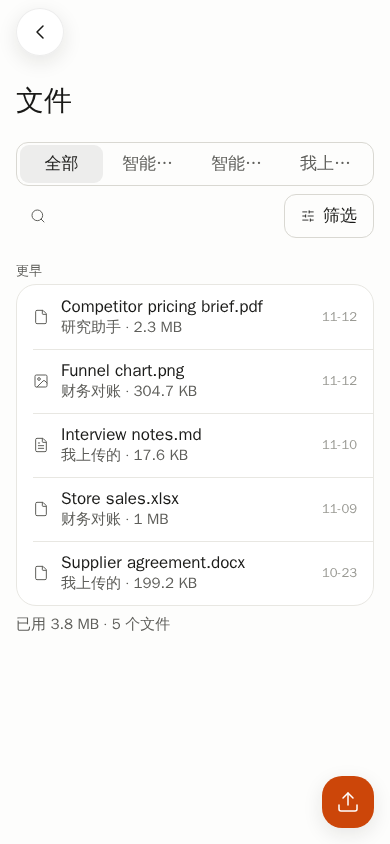 文件
全部
智能…
智能…
我上…
筛选
更早
Competitor pricing brief.pdf
研究助手 · 2.3 MB
11-12
Funnel chart.png
财务对账 · 304.7 KB
11-12
Interview notes.md
我上传的 · 17.6 KB
11-10
Store sales.xlsx
财务对账 · 1 MB
11-09
Supplier agreement.docx
我上传的 · 199.2 KB
10-23
已用 3.8 MB · 5 个文件